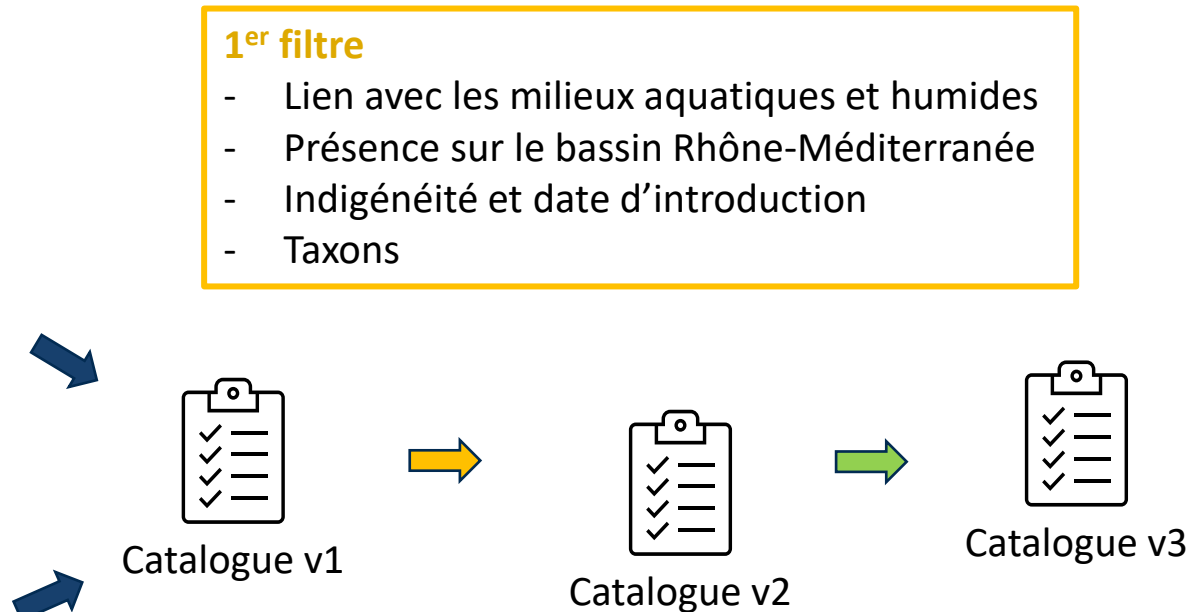 1er filtre
- Lien avec les milieux aquatiques et humides
- Présence sur le bassin Rhône-Méditerranée
- Indigénéité et date d’introduction
- Taxons
Catalogue v1
Catalogue v2
Catalogue v3